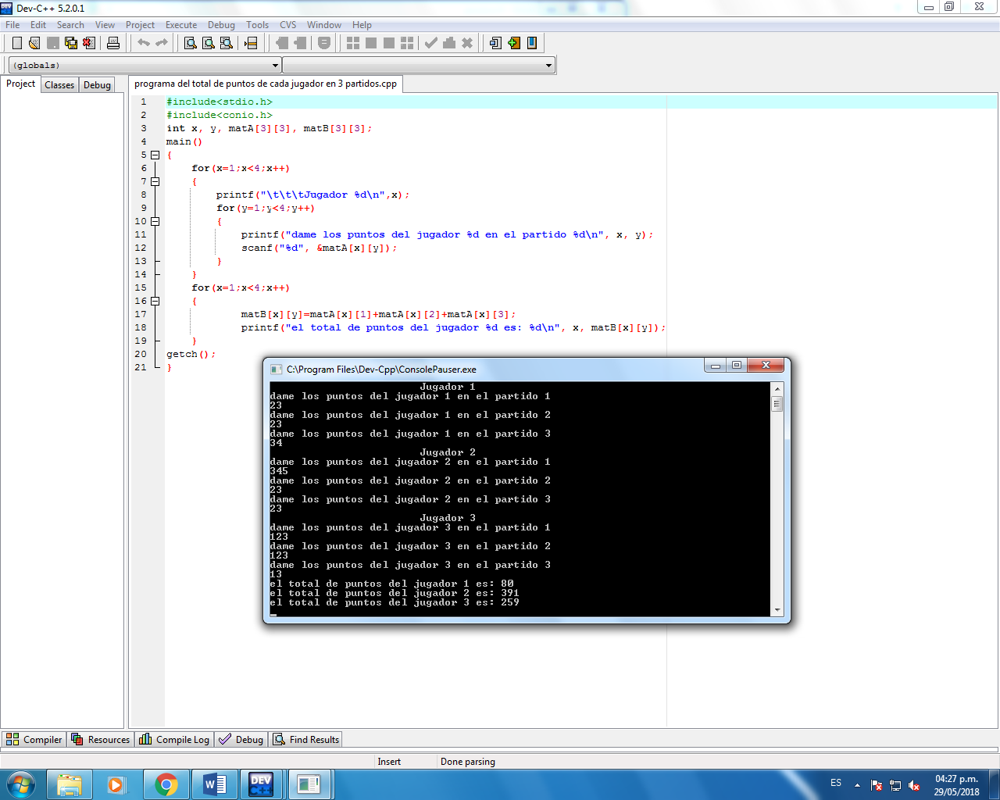 Dev-C++ 5.2.0.1
File Edit Search View Project Execute Debug Tools CVS Window Help
(globals)
Project Classes Debug
programa del total de puntos de cada jugador en 3 partidos.cpp
1 #include<stdio.h>
2 #include<conio.h>
3 int x, y, matA[3][3], matB[3][3];
4 main()
5 {
6 for(x=1;x<4;x++)
7 {
8 printf("\t\t\tJugador %d\n",x);
9 for(y=1;y<4;y++)
10 {
11 printf("dame los puntos del jugador %d en el partido %d\n", x, y);
12 scanf("%d", &matA[x][y]);
13 }
14 }
15 for(x=1;x<4;x++)
16 {
17 matB[x][y]=matA[x][1]+matA[x][2]+matA[x][3];
18 printf("el total de puntos del jugador %d es: %d\n", x, matB[x][y]);
19 }
20 getch();
21 }
C:\Program Files\Dev-Cpp\ConsolePauser.exe
Jugador 1
dame los puntos del jugador 1 en el partido 1
23
dame los puntos del jugador 1 en el partido 2
23
dame los puntos del jugador 1 en el partido 3
34
Jugador 2
dame los puntos del jugador 2 en el partido 1
345
dame los puntos del jugador 2 en el partido 2
23
dame los puntos del jugador 2 en el partido 3
23
Jugador 3
dame los puntos del jugador 3 en el partido 1
123
dame los puntos del jugador 3 en el partido 2
123
dame los puntos del jugador 3 en el partido 3
13
el total de puntos del jugador 1 es: 80
el total de puntos del jugador 2 es: 391
el total de puntos del jugador 3 es: 259
Compiler Resources Compile Log Debug Find Results
Insert Done parsing
DEV C++
ES
04:27 p.m.
29/05/2018